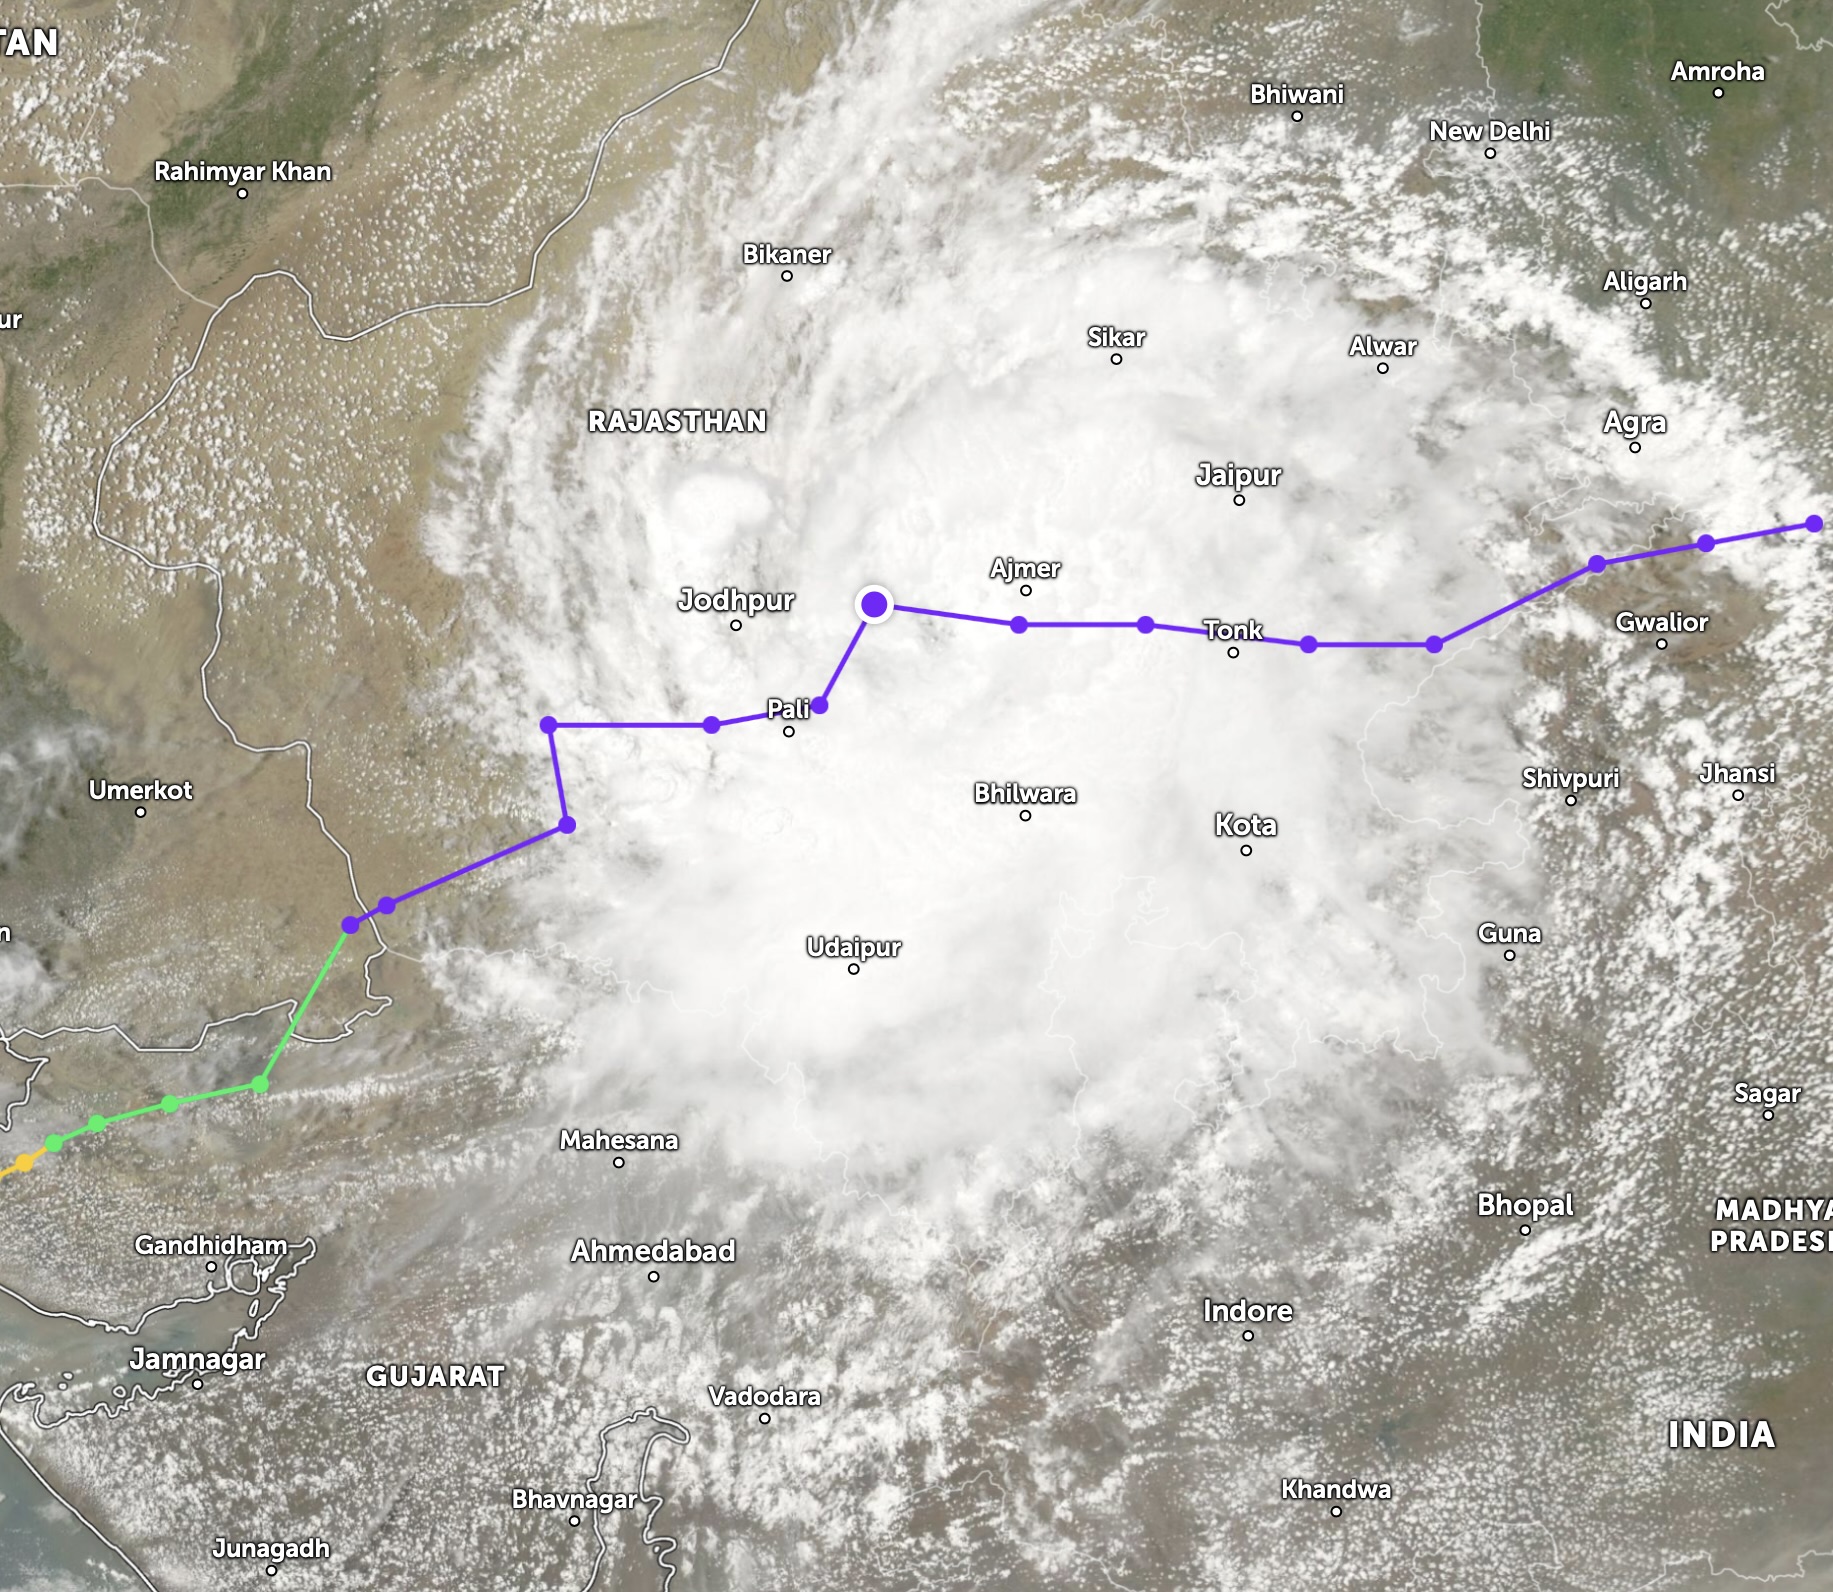 TAN
Amroha
Bhiwani
New Delhi
Rahimyar Khan
Bikaner
Aligarh
ur
Sikar
Alwar
RAJASTHAN
Agra
Jaipur
Ajmer
Jodhpur
Gwalior
Tonk
Pali
Umerkot
Bhilwara
Shivpuri
Jhansi
Kota
n
Udaipur
Guna
Sagar
Mahesana
Bhopal
MADHYA
PRADES
Gandhidham
Ahmedabad
Indore
Jamnagar
GUJARAT
Vadodara
INDIA
Bhavnagar
Khandwa
Junagadh